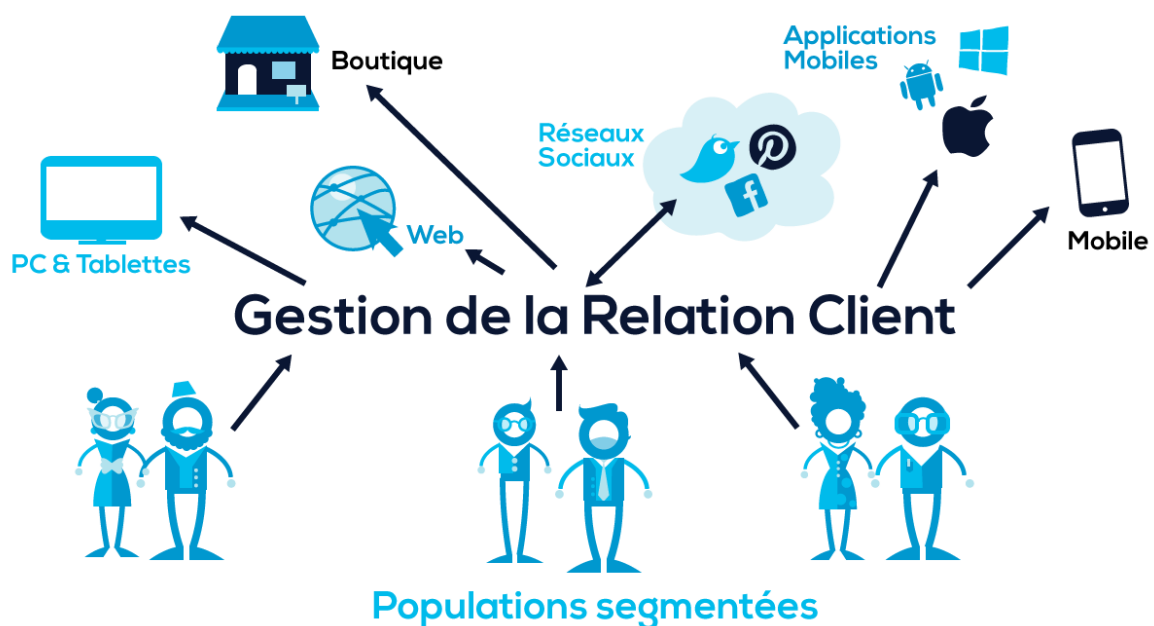 Boutique
Applications
Mobiles
Réseaux
Sociaux
PC & Tablettes
Web
Mobile
Gestion de la Relation Client
Populations segmentées